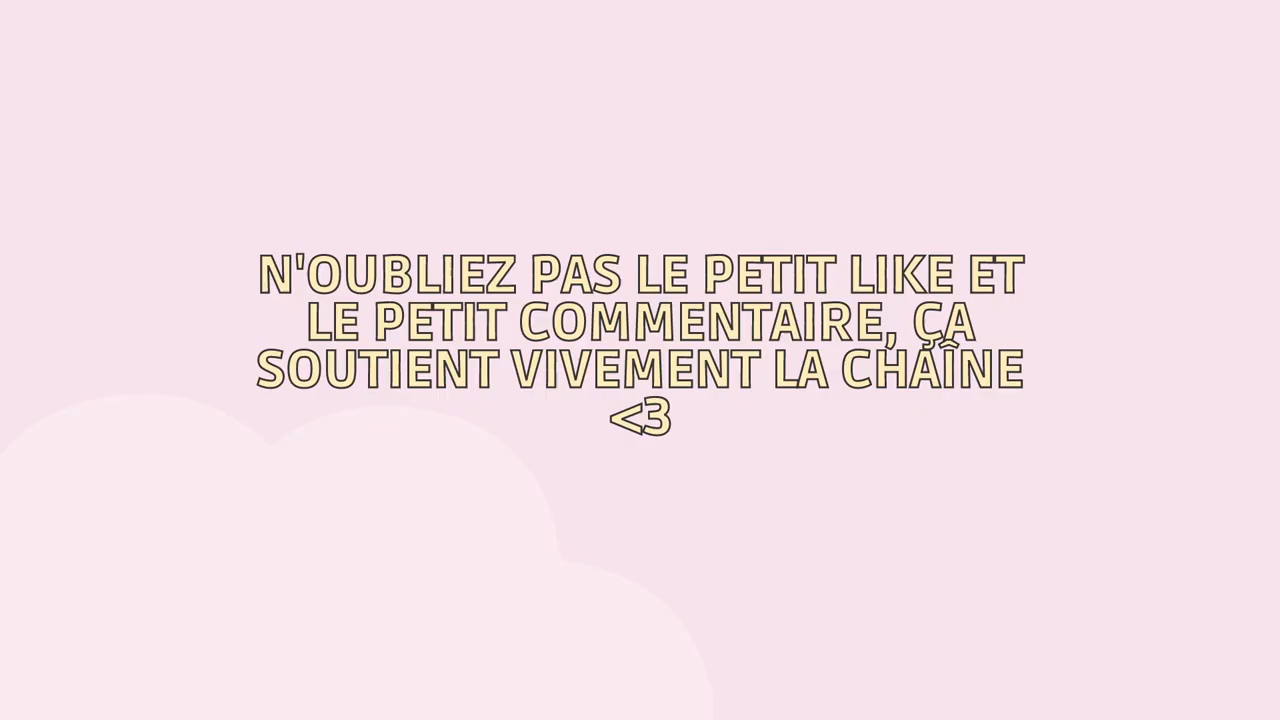 N'OUBLIEZ PAS LE PETIT LIKE ET
LE PETIT COMMENTAIRE, ÇA
SOUTIENT VIVEMENT LA CHAÎNE
<3